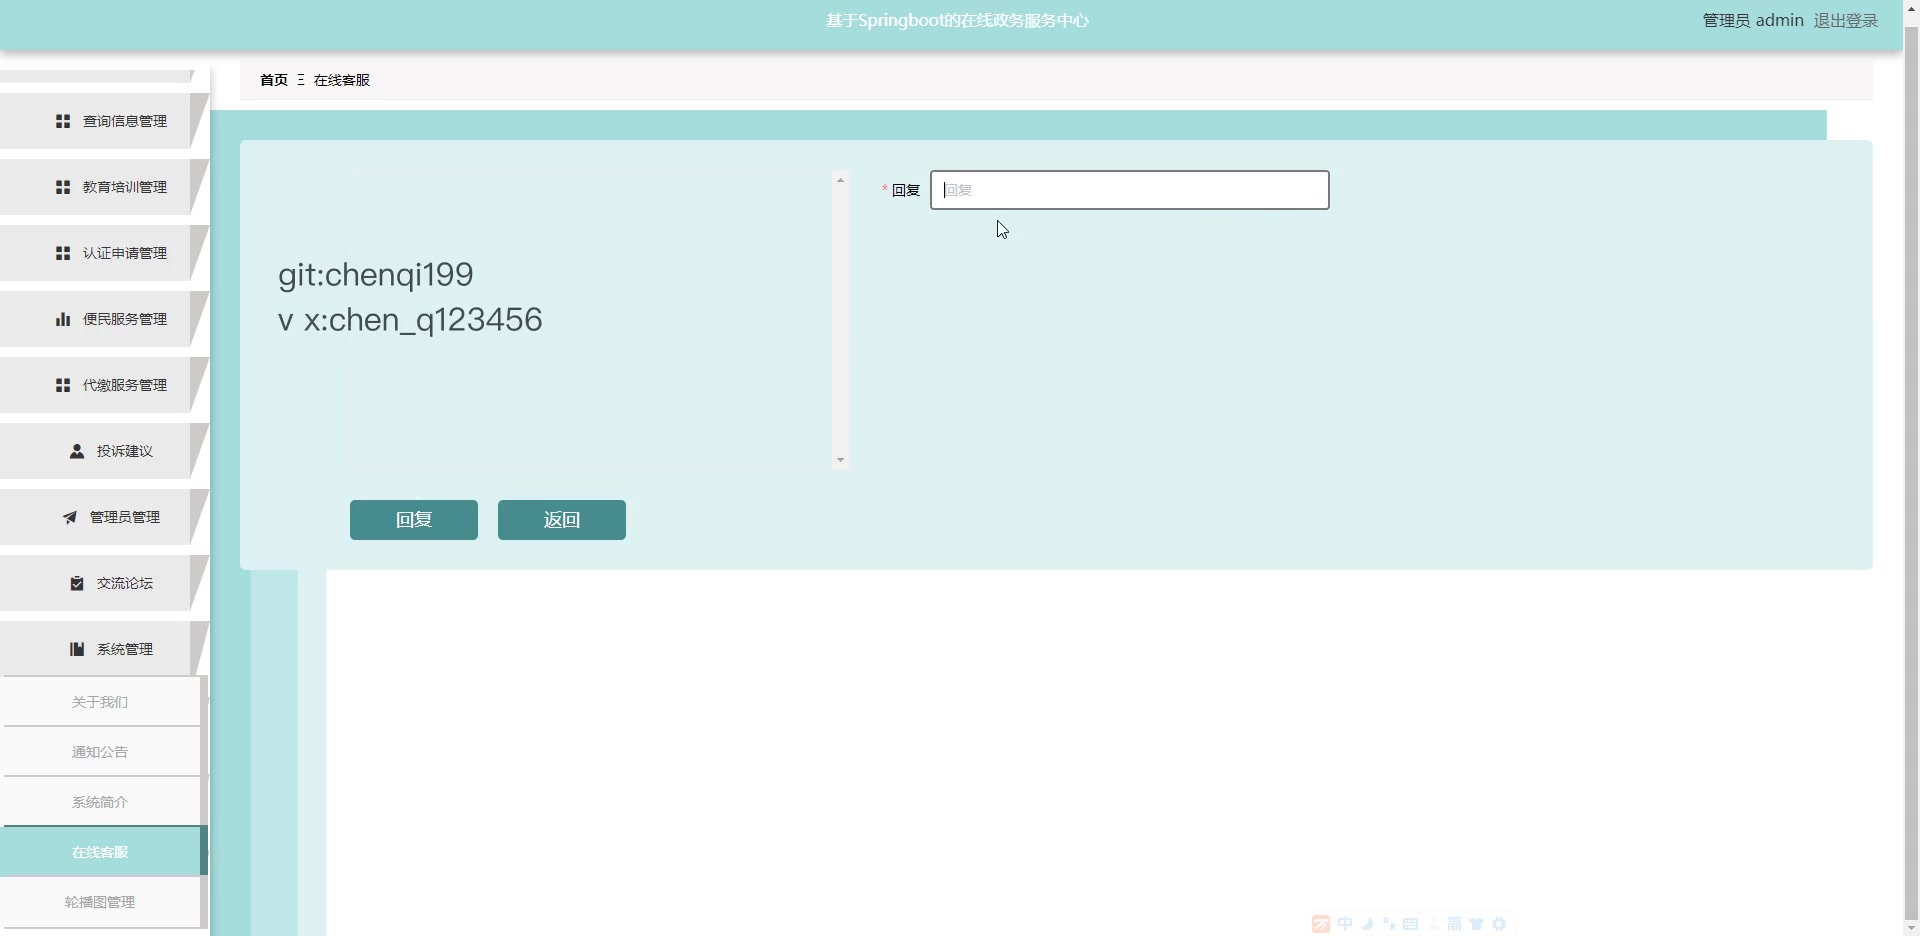 基于Springboot的在线政务服务中心
管理员 admin 退出登录
首页 Ξ 在线客服
查询信息管理
教育培训管理
认证申请管理
便民服务管理
代缴服务管理
投诉建议
管理员管理
交流论坛
系统管理
关于我们
通知公告
系统简介
在线客服
轮播图管理
* 回复 回复
git:chenqi199
v x:chen_q123456
回复 返回
中 简